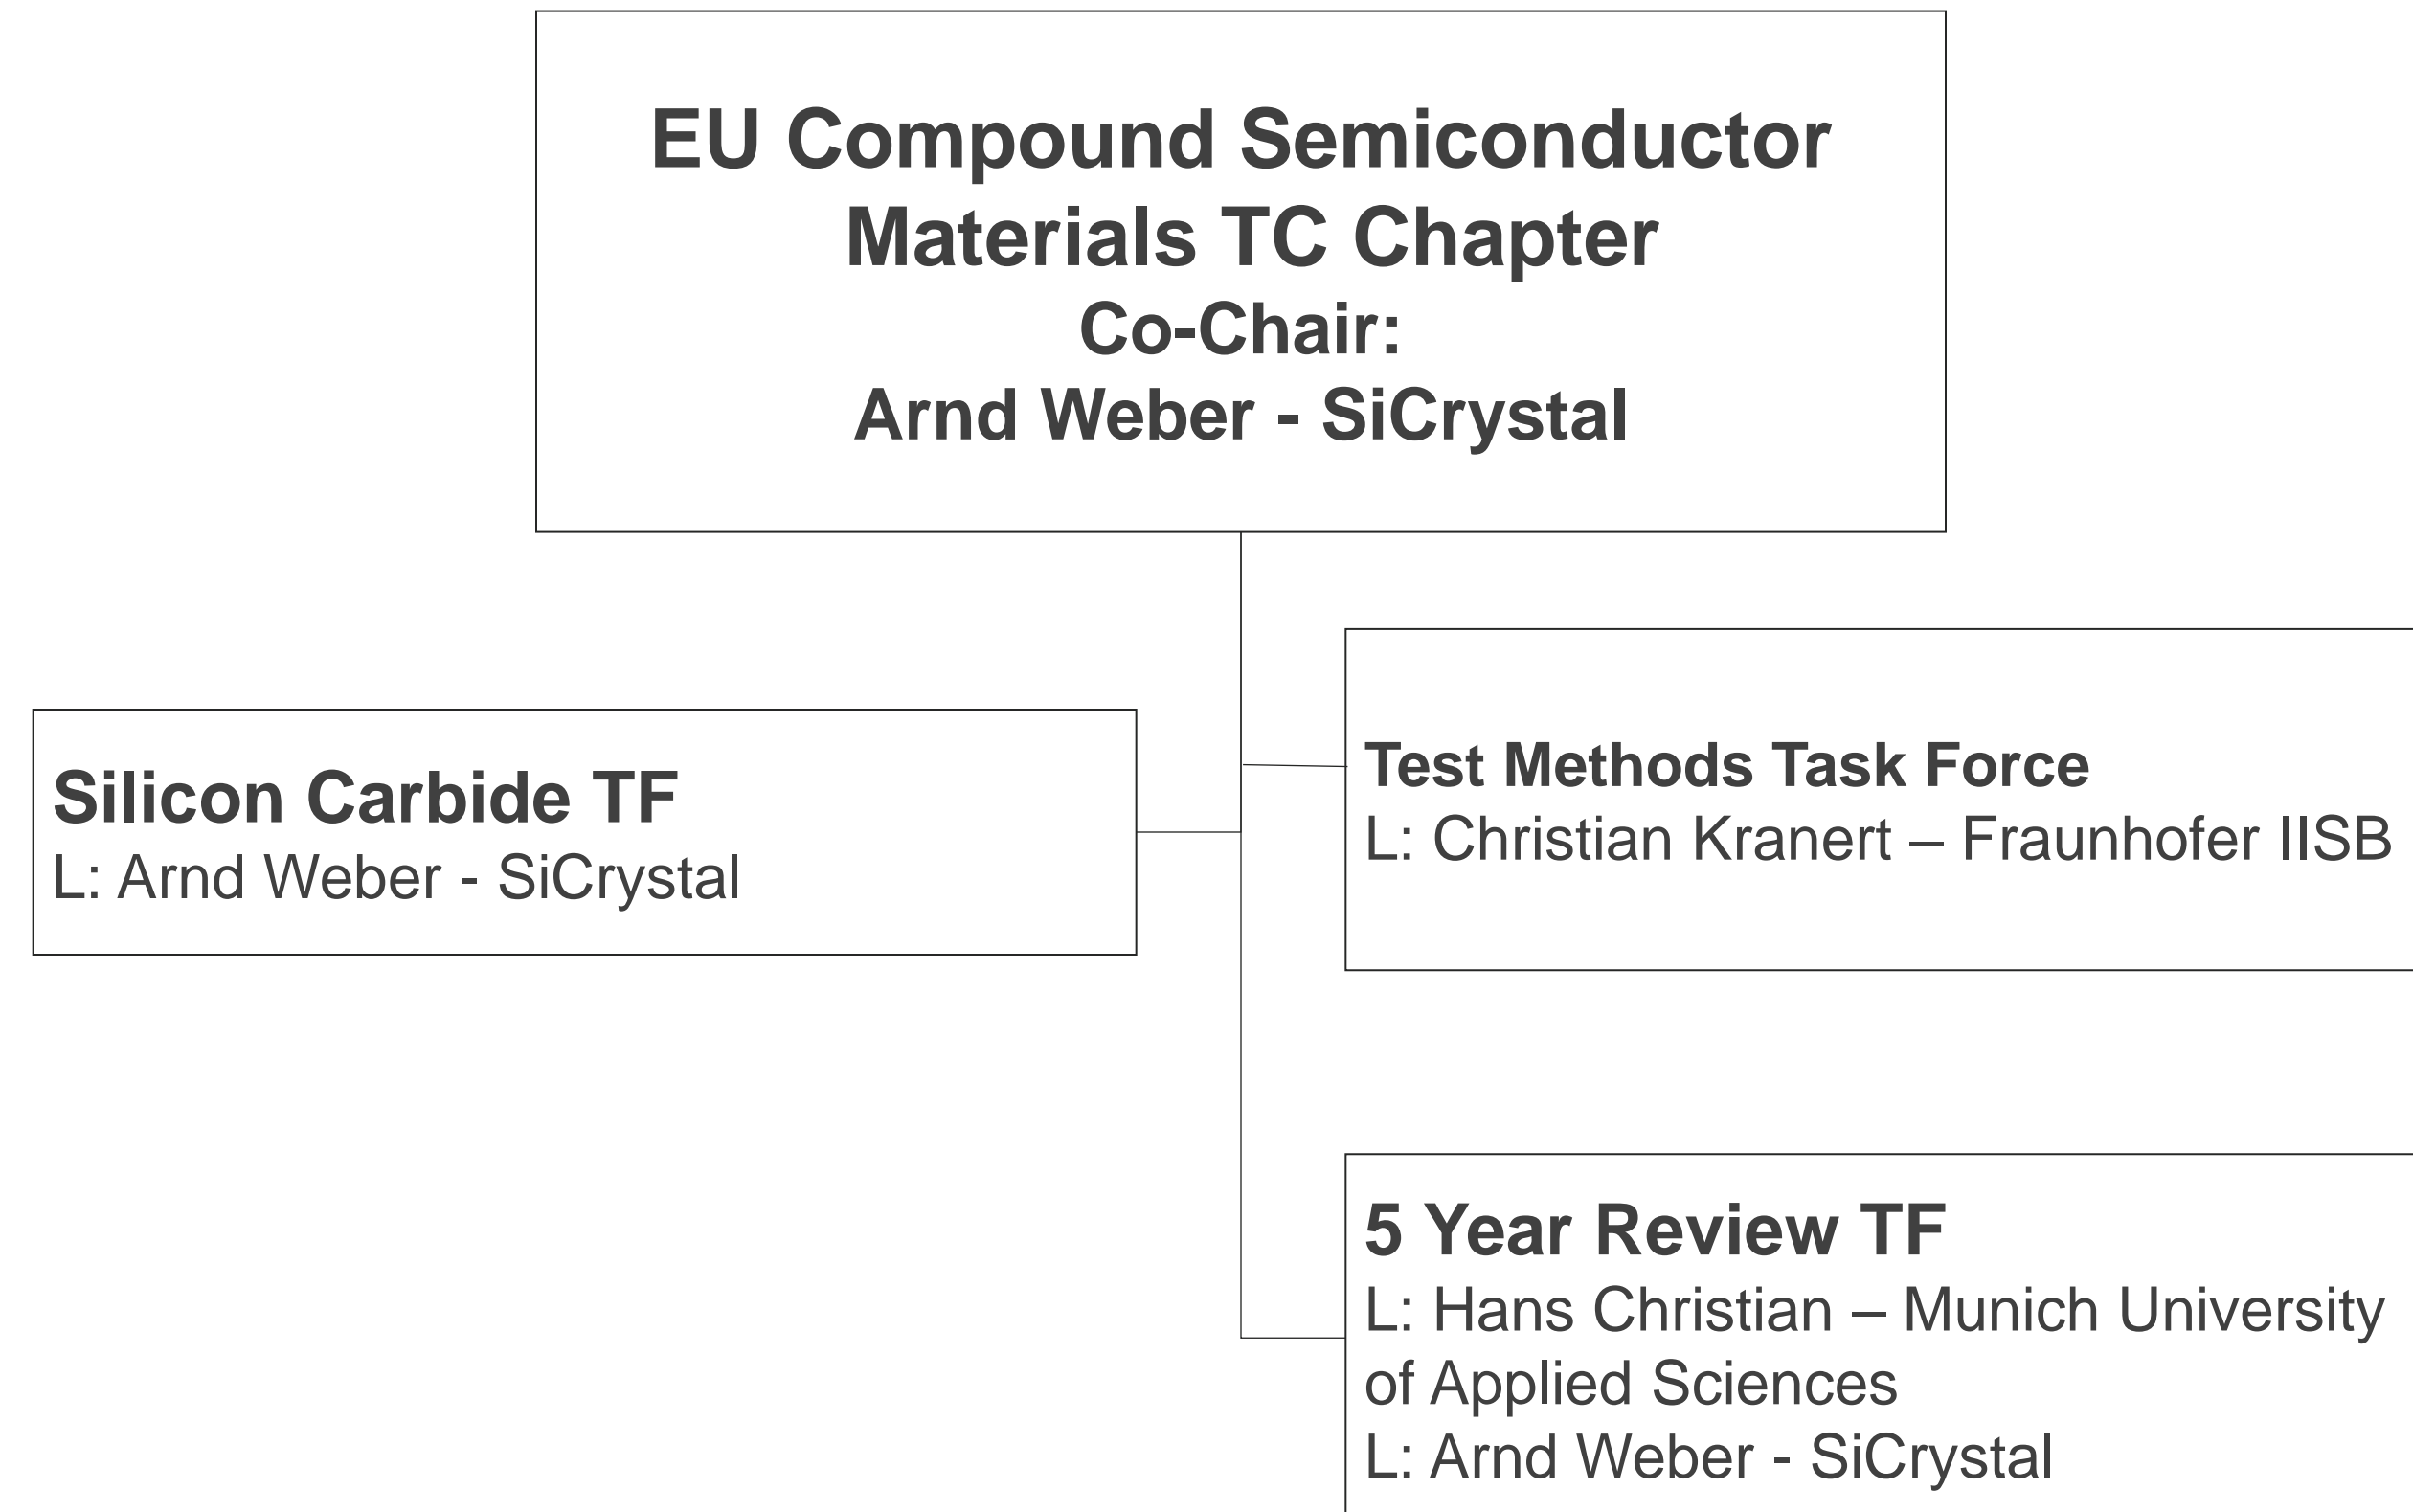 EU Compound Semiconductor
Materials TC Chapter
Co-Chair:
Arnd Weber - SiCrystal
Silicon Carbide TF
L: Arnd Weber - SiCrystal
Test Methods Task Force
L: Christian Kranert – Fraunhofer IISB
5 Year Review TF
L: Hans Christian – Munich University
of Applied Sciences
L: Arnd Weber - SiCrystal